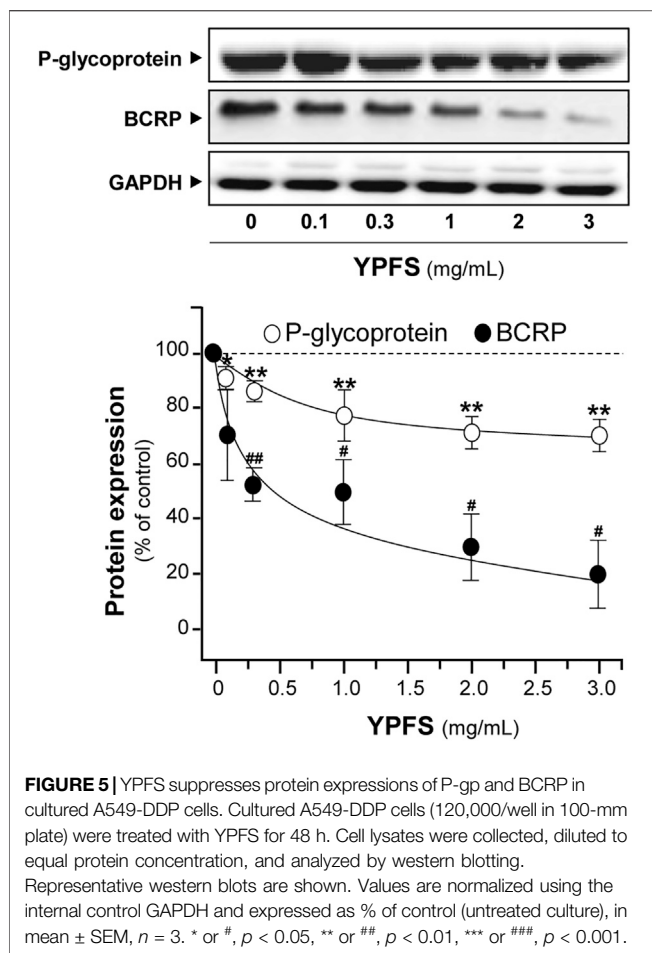 P-glycoprotein ►
BCRP ►
GAPDH ►
0 0.1 0.3 1 2 3
YPFS (mg/mL)
○ P-glycoprotein ● BCRP
Protein expression
(% of control)
100
80
60
40
20
0
* ** ** ** **
## # # #
0 0.5 1.0 1.5 2.0 2.5 3.0
YPFS (mg/mL)
FIGURE 5 | YPFS suppresses protein expressions of P-gp and BCRP in
cultured A549-DDP cells. Cultured A549-DDP cells (120,000/well in 100-mm
plate) were treated with YPFS for 48 h. Cell lysates were collected, diluted to
equal protein concentration, and analyzed by western blotting.
Representative western blots are shown. Values are normalized using the
internal control GAPDH and expressed as % of control (untreated culture), in
mean ± SEM, n = 3. * or #, p < 0.05, ** or ##, p < 0.01, *** or ###, p < 0.001.